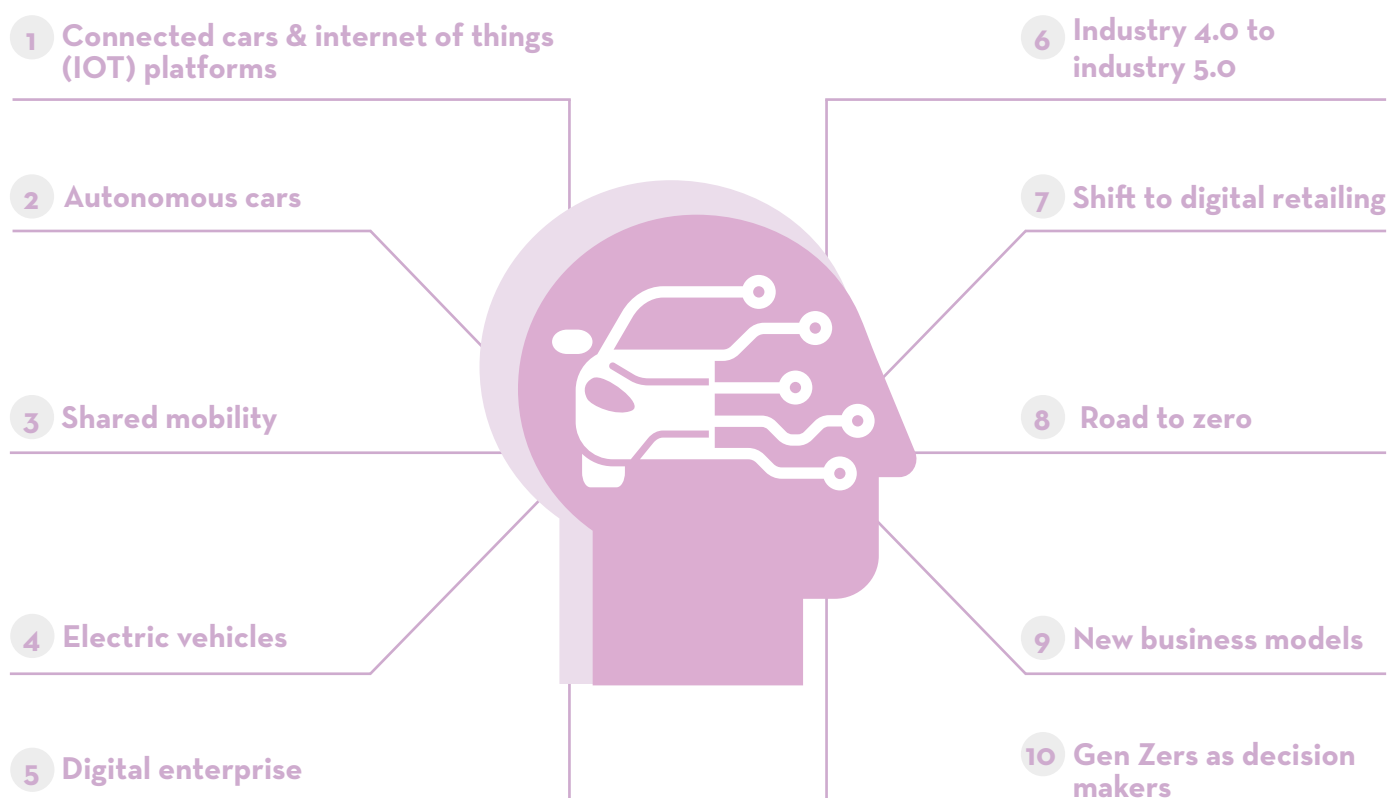 1 Connected cars & internet of things
(IOT) platforms
2 Autonomous cars
3 Shared mobility
4 Electric vehicles
5 Digital enterprise
6 Industry 4.0 to
industry 5.0
7 Shift to digital retailing
8 Road to zero
9 New business models
10 Gen Zers as decision
makers